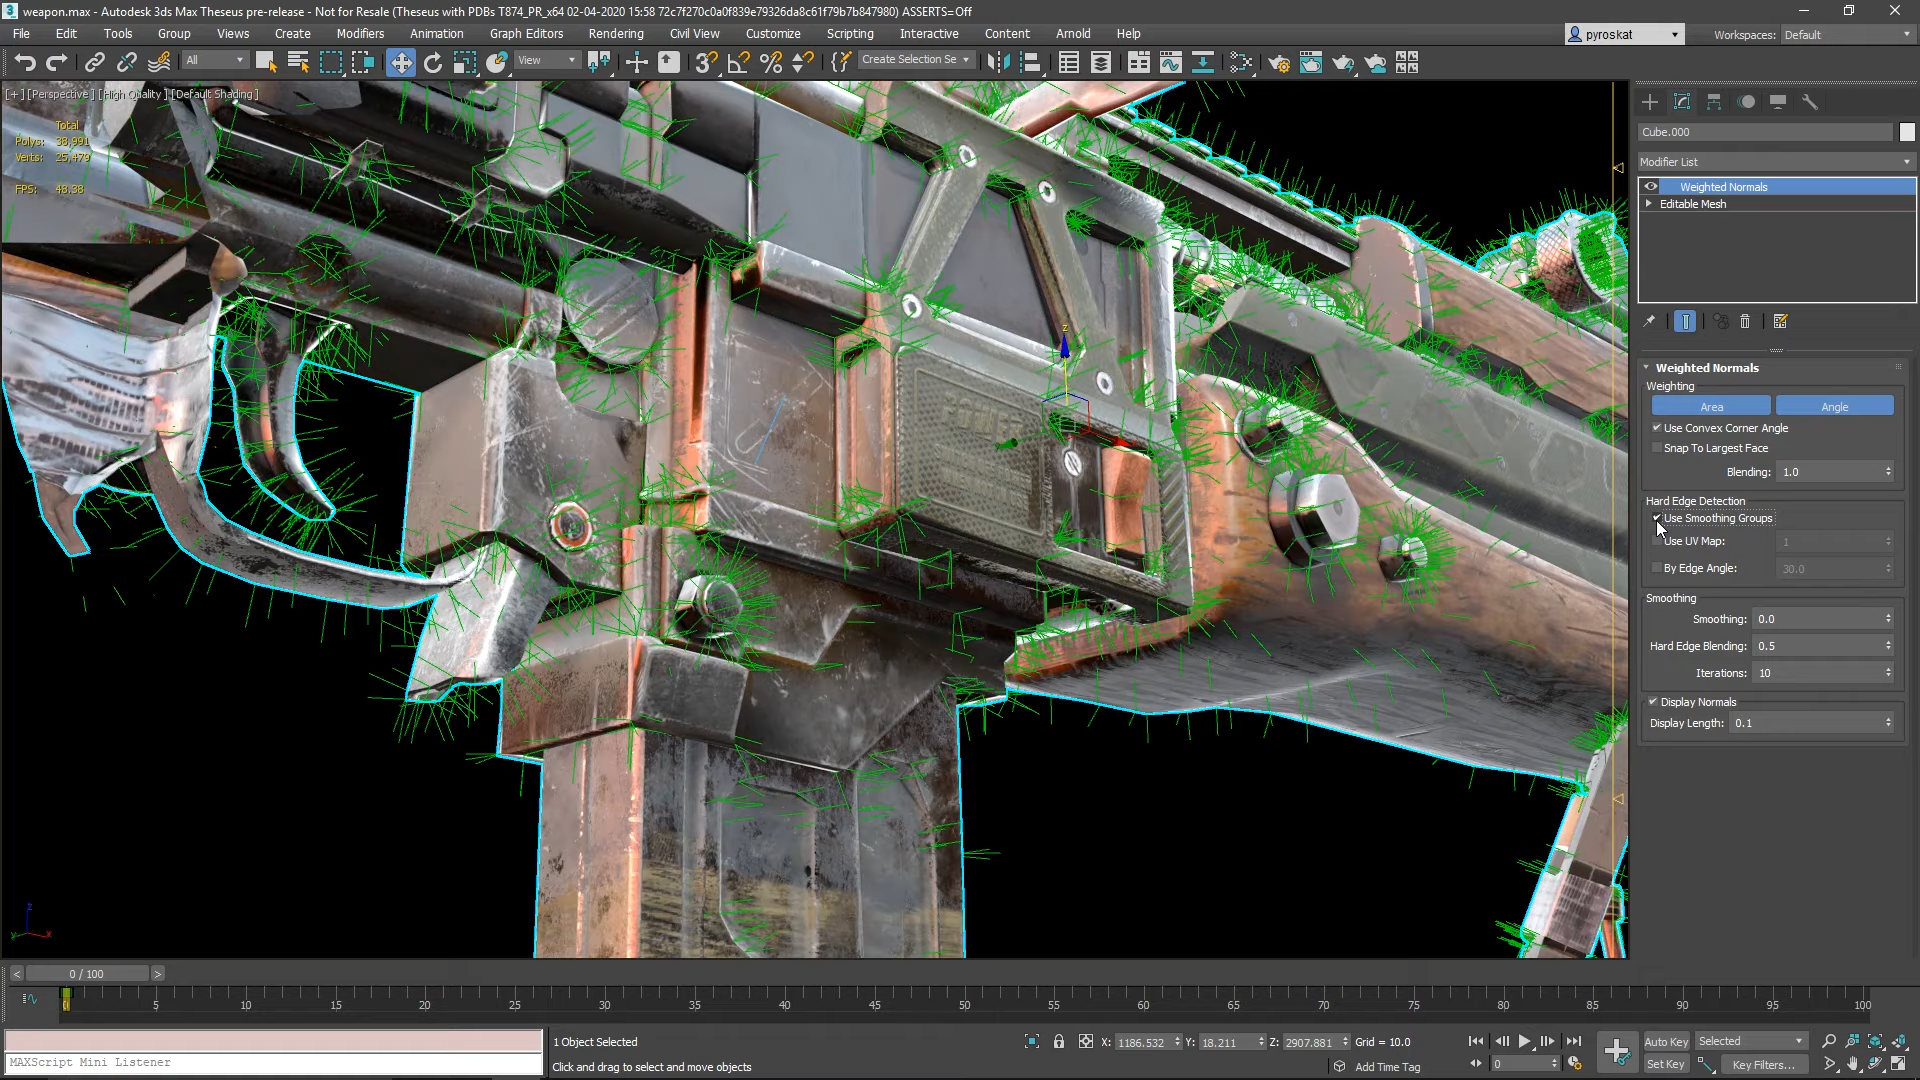 weapon.max - Autodesk 3ds Max Theseus pre-release - Not for Resale (Theseus with PDBs T874_PR_x64 02-04-2020 15:58 72c7f270c0a0f839e79326da8c61f79b7b847980) ASSERTS=Off
File Edit Tools Group Views Create Modifiers Animation Graph Editors Rendering Civil View Customize Scripting Interactive Content Arnold Help
pyroskat
Workspaces: Default
All
View
Create Selection Se
[+] [Perspective] [High Quality] [Default Shading]
Total
Polys: 38,991
Verts: 25,479
FPS: 48.38
Cube.000
Modifier List
Weighted Normals
Editable Mesh
Weighted Normals
Weighting
Area Angle
Use Convex Corner Angle
Snap To Largest Face
Blending: 1.0
Hard Edge Detection
Use Smoothing Groups
Use UV Map: 1
By Edge Angle: 30.0
Smoothing
Smoothing: 0.0
Hard Edge Blending: 0.5
Iterations: 10
Display Normals
Display Length: 0.1
z
z
y
x
< 0 / 100 >
0 5 10 15 20 25 30 35 40 45 50 55 60 65 70 75 80 85 90 95 100
1 Object Selected
X: 1186.532 Y: 18.211 Z: 2907.881 Grid = 10.0
Auto Key Selected
MAXScript Mini Listener
Click and drag to select and move objects
Add Time Tag
0
Set Key Key Filters...